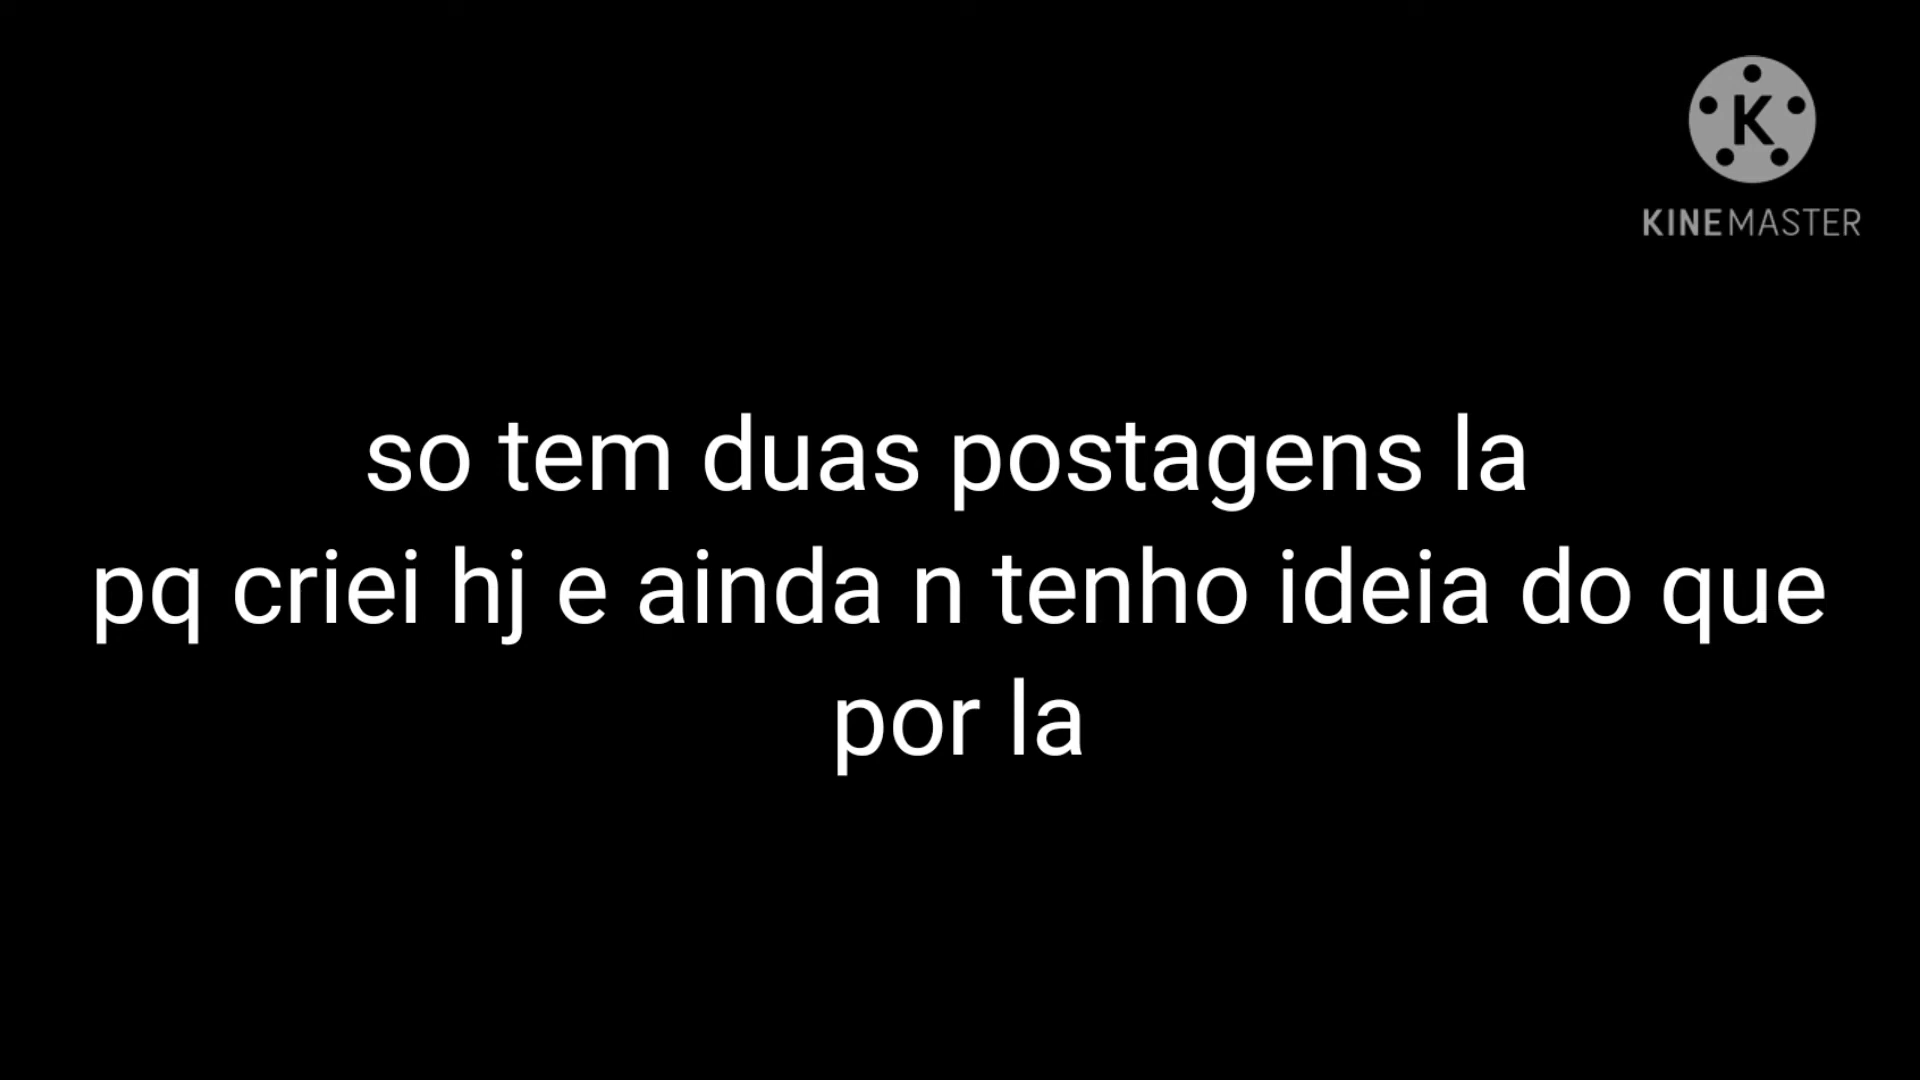 K
KINEMASTER
so tem duas postagens la
pq criei hj e ainda n tenho ideia do que
por la